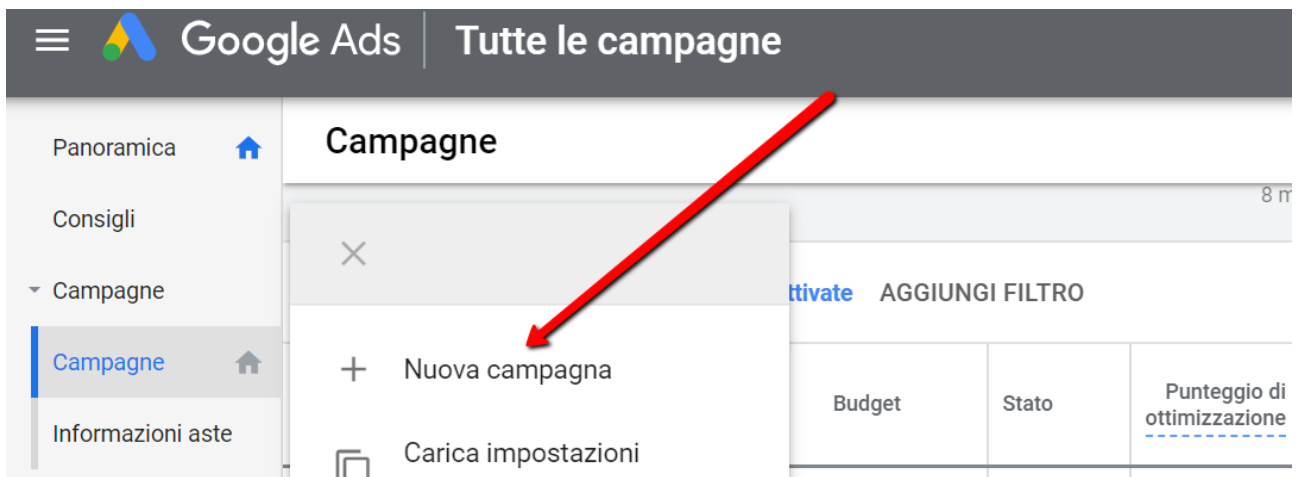 Google Ads Tutte le campagne
Panoramica
Campagne
8 m
Consigli
Campagne
ttivate AGGIUNGI FILTRO
Campagne
Nuova campagna
Budget Stato Punteggio di
ottimizzazione
Informazioni aste
Carica impostazioni